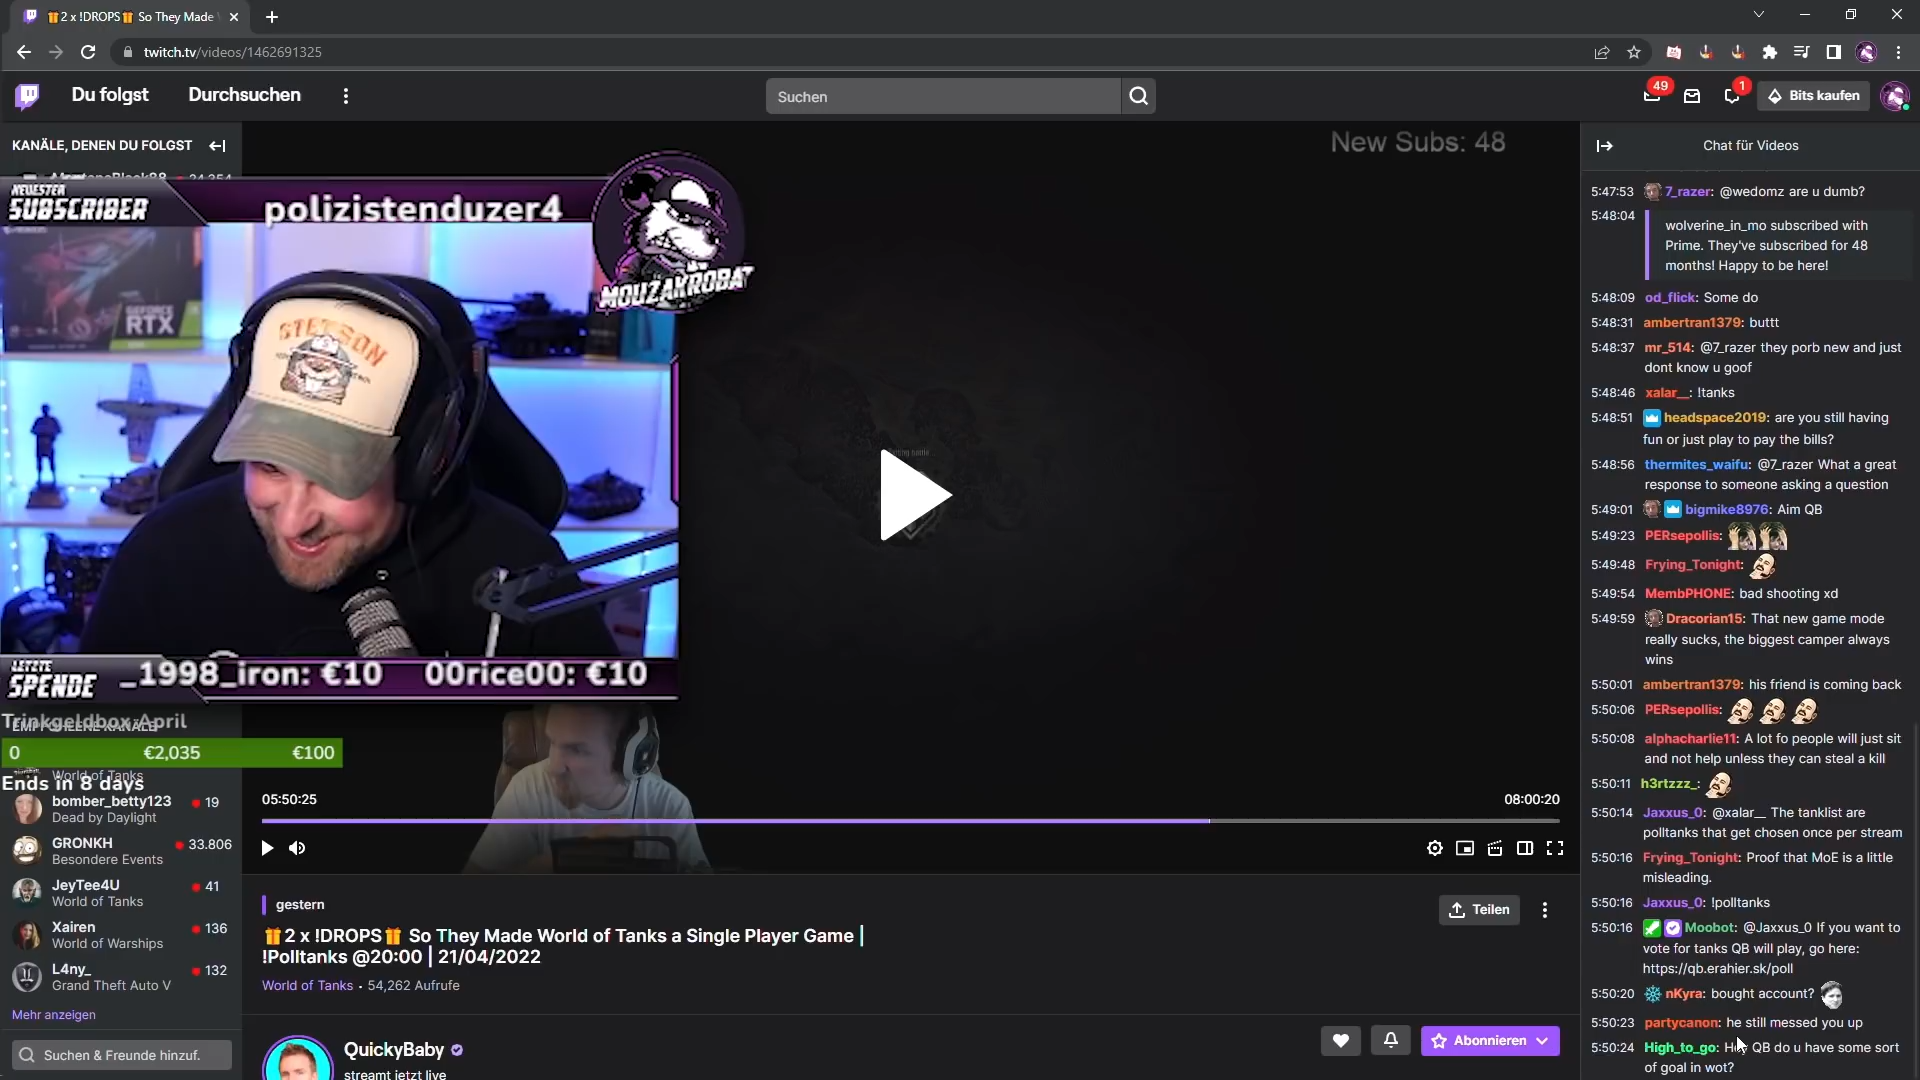 2 x !DROPS So They Made
twitch.tv/videos/1462691325
Du folgst
Durchsuchen
Suchen
49
1
Bits kaufen
KANÄLE, DENEN DU FOLGST
New Subs: 48
Chat für Videos
NEUESTER
SUBSCRIBER
polizistenduzer4
MOUZAKROBAT
GEFORCE
RTX
STETSON
LETZTE
SPENDE
_1998_iron: €10 00rice00: €10
Trinkgeldbox April
EMPFOHLENE KANÄLE
0 €2,035 €100
World of Tanks
Ends in 8 days
bomber_betty123 19
Dead by Daylight
GRONKH 33.806
Besondere Events
JeyTee4U 41
World of Tanks
Xairen 136
World of Warships
L4ny_ 132
Grand Theft Auto V
Mehr anzeigen
Suchen & Freunde hinzuf.
05:50:25
08:00:20
gestern
Teilen
2 x !DROPS So They Made World of Tanks a Single Player Game |
!Polltanks @20:00 | 21/04/2022
World of Tanks • 54,262 Aufrufe
QuickyBaby
streamt jetzt live
Abonnieren
5:47:53 7_razer: @wedomz are u dumb?
5:48:04
wolverine_in_mo subscribed with
Prime. They've subscribed for 48
months! Happy to be here!
5:48:09 od_flick: Some do
5:48:31 ambertran1379: buttt
5:48:37 mr_514: @7_razer they porb new and just
dont know u goof
5:48:46 xalar__: !tanks
5:48:51 headspace2019: are you still having
fun or just play to pay the bills?
5:48:56 thermites_waifu: @7_razer What a great
response to someone asking a question
5:49:01 bigmike8976: Aim QB
5:49:23 PERsepollis:
5:49:48 Frying_Tonight:
5:49:54 MembPHONE: bad shooting xd
5:49:59 Dracorian15: That new game mode
really sucks, the biggest camper always
wins
5:50:01 ambertran1379: his friend is coming back
5:50:06 PERsepollis:
5:50:08 alphacharlie11: A lot fo people will just sit
and not help unless they can steal a kill
5:50:11 h3rtzzz_:
5:50:14 Jaxxus_0: @xalar__ The tanklist are
polltanks that get chosen once per stream
5:50:16 Frying_Tonight: Proof that MoE is a little
misleading.
5:50:16 Jaxxus_0: !polltanks
5:50:16 Moobot: @Jaxxus_0 If you want to
vote for tanks QB will play, go here:
https://qb.erahier.sk/poll
5:50:20 nKyra: bought account?
5:50:23 partycanon: he still messed you up
5:50:24 High_to_go: Hey QB do u have some sort
of goal in wot?